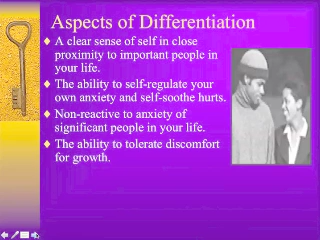 Aspects of Differentiation
A clear sense of self in close
proximity to important people in
your life.
The ability to self-regulate your
own anxiety and self-soothe hurts.
Non-reactive to anxiety of
significant people in your life.
The ability to tolerate discomfort
for growth.